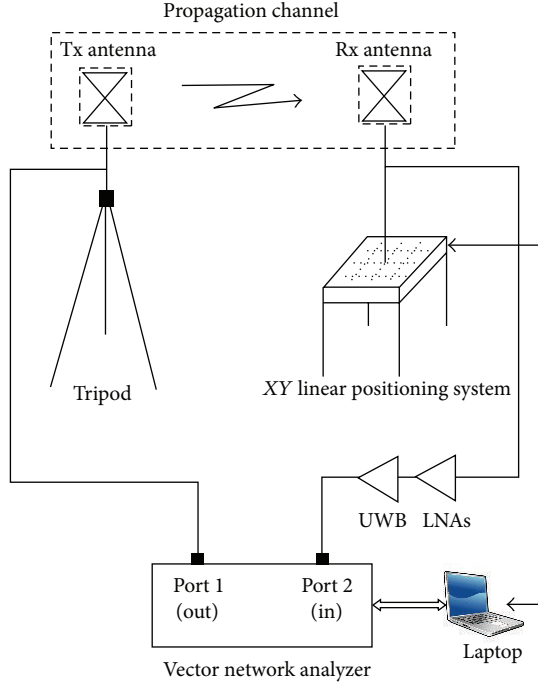 Propagation channel
Tx antenna
Rx antenna
Tripod
XY linear positioning system
UWB
LNAs
Port 1
(out)
Port 2
(in)
Laptop
Vector network analyzer